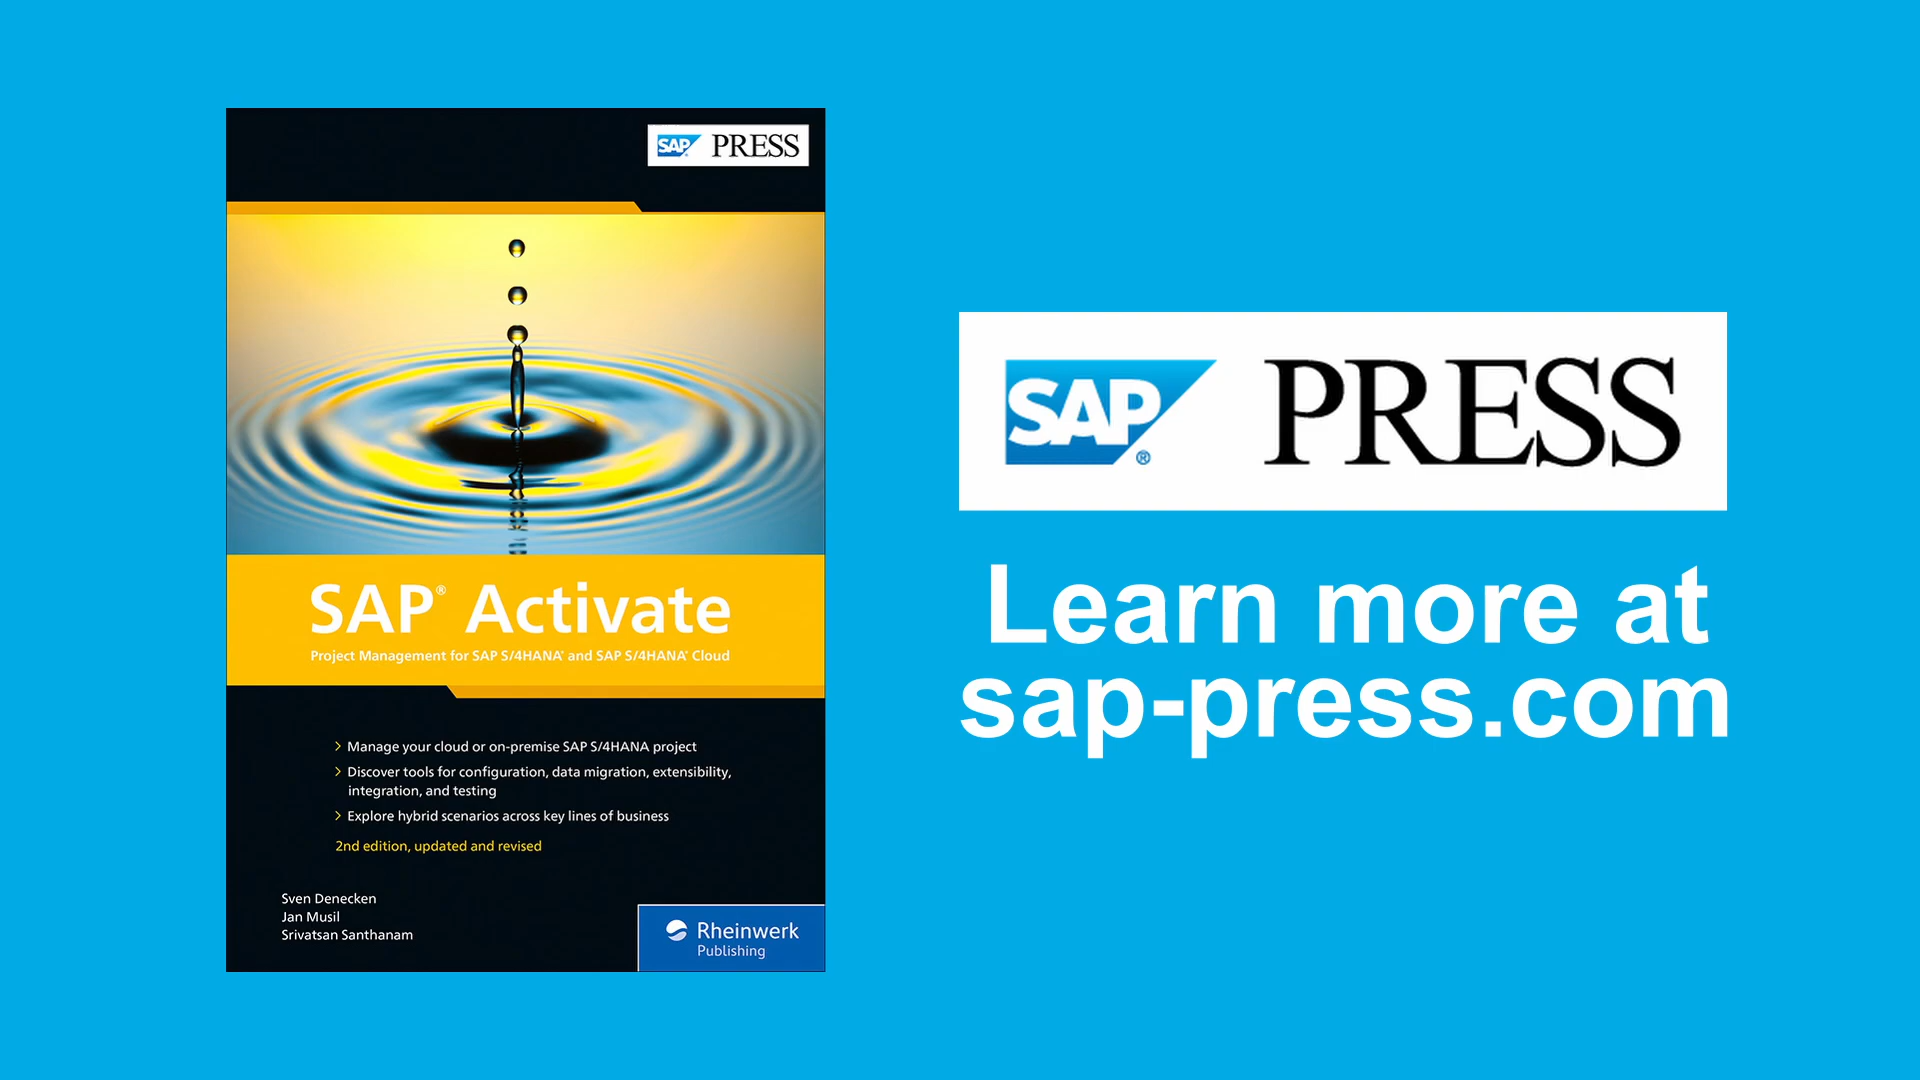 SAP PRESS
SAP® Activate
Project Management for SAP S/4HANA® and SAP S/4HANA® Cloud
> Manage your cloud or on-premise SAP S/4HANA project
> Discover tools for configuration, data migration, extensibility,
integration, and testing
> Explore hybrid scenarios across key lines of business
2nd edition, updated and revised
Sven Denecken
Jan Musil
Srivatsan Santhanam
Rheinwerk
Publishing
SAP® PRESS
Learn more at
sap-press.com